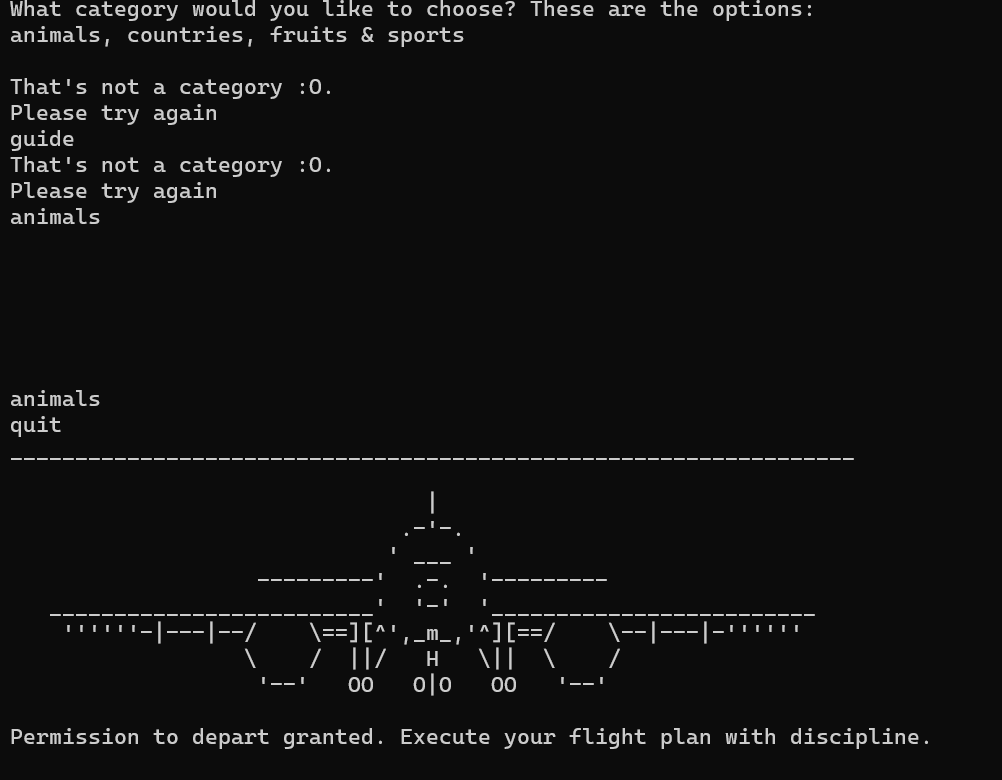 What category would you like to choose? These are the options:
animals, countries, fruits & sports
That's not a category :O.
Please try again
guide
That's not a category :O.
Please try again
animals
animals
quit
-----------------------------------------------------------------
                                |
                              .-'-.
                             ' ___ '
                   ---------'  .-.  '---------
   _________________________'  '-'  '_________________________
    ''''''-|---|--/    \==][^',_m_,'^][==/    \--|---|-''''''
                  \    /  ||/   H   \||  \    /
                   '--'   OO   O|O   OO   '--'
Permission to depart granted. Execute your flight plan with discipline.